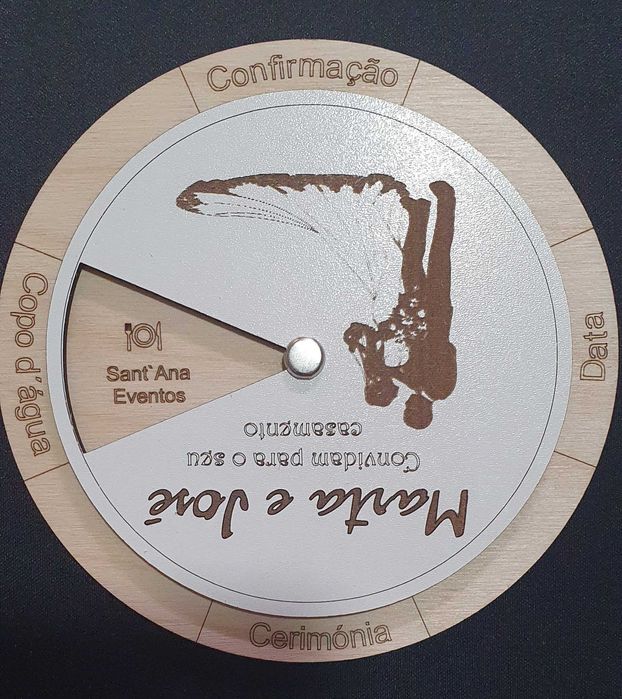 Confirmação
Data
Copo d'água
Sant`Ana
Eventos
Marta e José
Convidam para o seu
casamento
Cerimónia